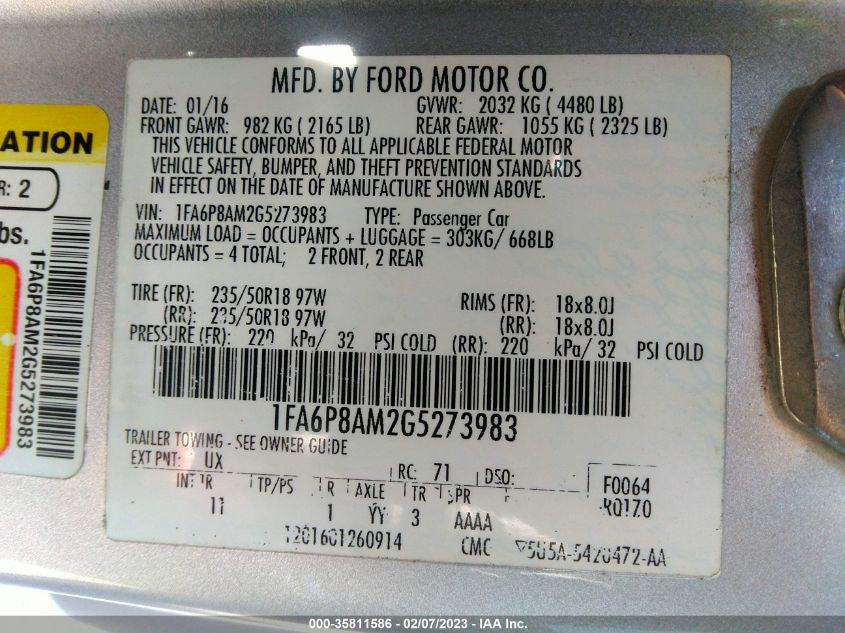 MFD. BY FORD MOTOR CO.
DATE: 01/16 GVWR: 2032 KG ( 4480 LB)
FRONT GAWR: 982 KG ( 2165 LB) REAR GAWR: 1055 KG ( 2325 LB)
THIS VEHICLE CONFORMS TO ALL APPLICABLE FEDERAL MOTOR
VEHICLE SAFETY, BUMPER, AND THEFT PREVENTION STANDARDS
IN EFFECT ON THE DATE OF MANUFACTURE SHOWN ABOVE.
VIN: 1FA6P8AM2G5273983 TYPE: Passenger Car
MAXIMUM LOAD = OCCUPANTS + LUGGAGE = 303KG/ 668LB
OCCUPANTS = 4 TOTAL; 2 FRONT, 2 REAR
TIRE (FR): 235/50R18 97W RIMS (FR): 18x8.0J
(RR): 235/50R18 97W (RR): 18x8.0J
PRESSURE (FR): 220 kPa/ 32 PSI COLD (RR): 220 kPa/ 32 PSI COLD
1FA6P8AM2G5273983
TRAILER TOWING - SEE OWNER GUIDE
EXT PNT: UX RC: 71 DSO: F0064
INT TR TP/PS R AXLE TR SPR
11 1 YY 3 AAAA
1201601260914 CMC
ATION
R: 2
bs.
1FA6P8AM2G5273983
000-35811586 - 02/07/2023 - IAA Inc.